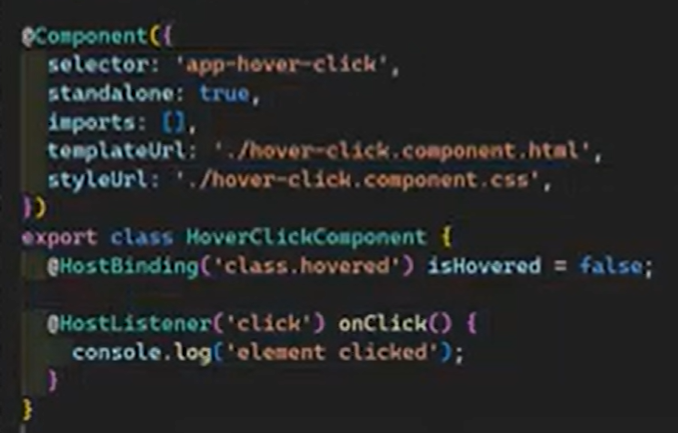 @Component({
  selector: 'app-hover-click',
  standalone: true,
  imports: [],
  templateUrl: './hover-click.component.html',
  styleUrl: './hover-click.component.css',
})
export class HoverClickComponent {
  @HostBinding('class.hovered') isHovered = false;

  @HostListener('click') onClick() {
    console.log('element clicked');
  }
}